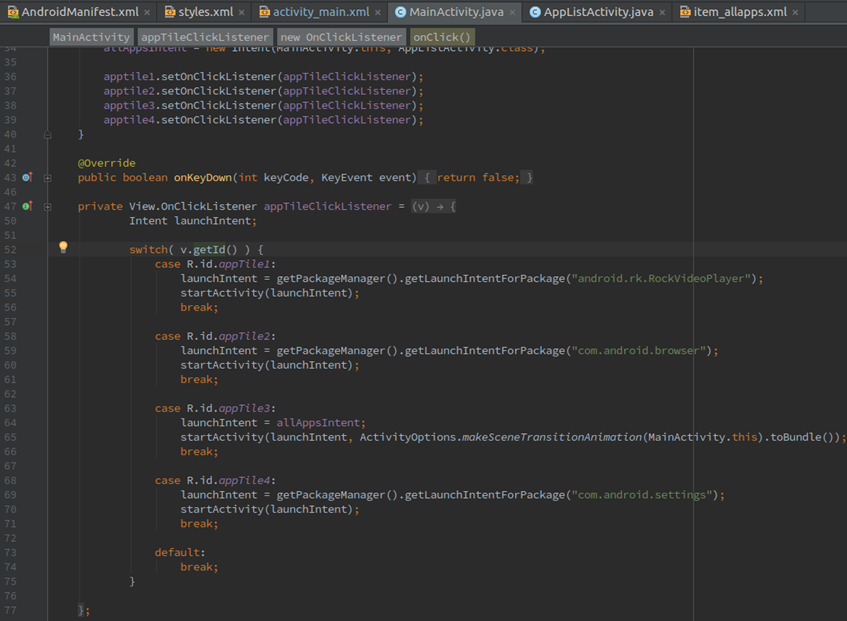 AndroidManifest.xml × styles.xml × activity_main.xml × MainActivity.java × AppListActivity.java × item_allapps.xml ×
MainActivity appTileClickListener new OnClickListener onClick()
34 allAppsIntent = new Intent(MainActivity.this, AppListActivity.class);
35
36 apptile1.setOnClickListener(appTileClickListener);
37 apptile2.setOnClickListener(appTileClickListener);
38 apptile3.setOnClickListener(appTileClickListener);
39 apptile4.setOnClickListener(appTileClickListener);
40 }
41
42 @Override
43 public boolean onKeyDown(int keyCode, KeyEvent event) { return false; }
46
47 private View.OnClickListener appTileClickListener = (v) → {
50 Intent launchIntent;
51
52 switch( v.getId() ) {
53 case R.id.appTile1:
54 launchIntent = getPackageManager().getLaunchIntentForPackage("android.rk.RockVideoPlayer");
55 startActivity(launchIntent);
56 break;
57
58 case R.id.appTile2:
59 launchIntent = getPackageManager().getLaunchIntentForPackage("com.android.browser");
60 startActivity(launchIntent);
61 break;
62
63 case R.id.appTile3:
64 launchIntent = allAppsIntent;
65 startActivity(launchIntent, ActivityOptions.makeSceneTransitionAnimation(MainActivity.this).toBundle());
66 break;
67
68 case R.id.appTile4:
69 launchIntent = getPackageManager().getLaunchIntentForPackage("com.android.settings");
70 startActivity(launchIntent);
71 break;
72
73 default:
74 break;
75 }
76
77 };